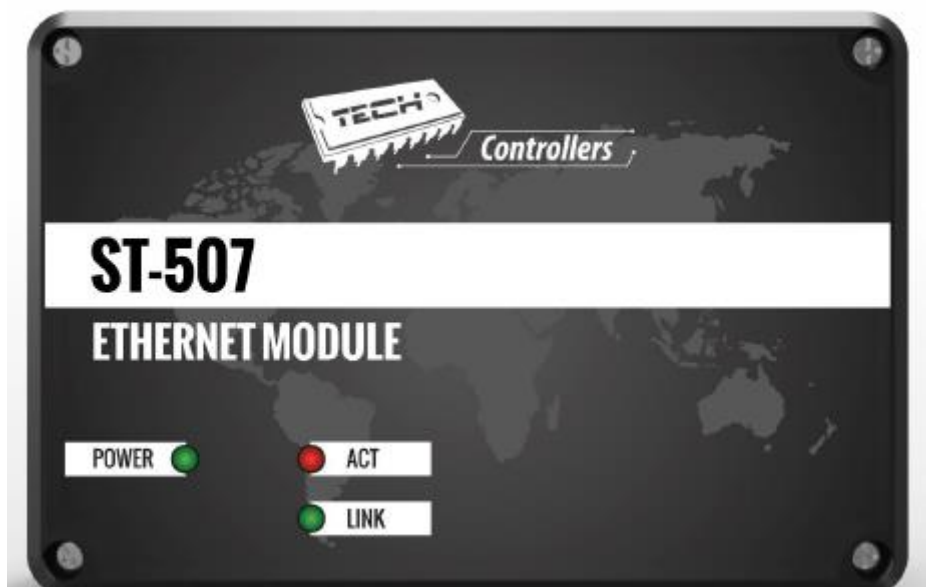 TECH
Controllers
ST-507
ETHERNET MODULE
POWER
ACT
LINK